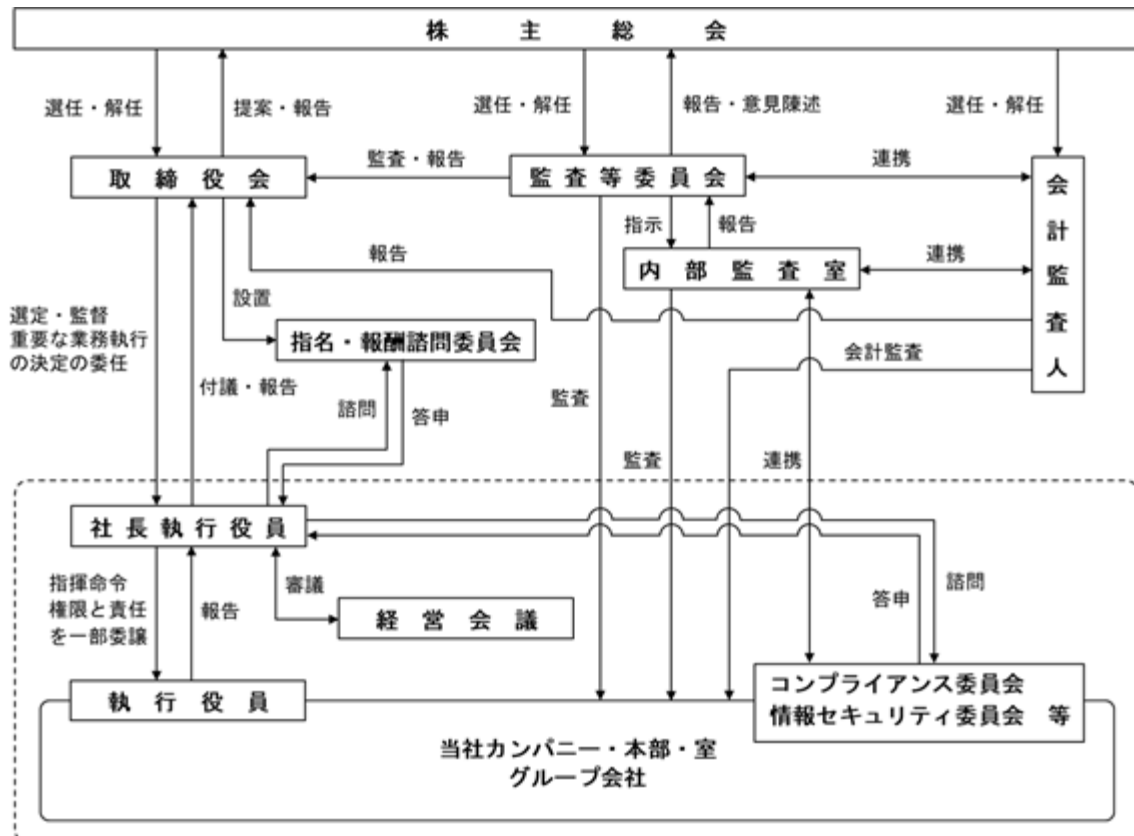 株主総会
選任・解任
提案・報告
選任・解任
報告・意見陳述
選任・解任
取締役会
監査・報告
監査等委員会
連携
会計監査人
指示
報告
報告
内部監査室
連携
設置
選定・監督
重要な業務執行
の決定の委任
指名・報酬諮問委員会
会計監査
付議・報告
諮問
答申
監査
監査
連携
社長執行役員
指揮命令
権限と責任
を一部委譲
報告
審議
経営会議
答申
諮問
執行役員
コンプライアンス委員会
情報セキュリティ委員会 等
当社カンパニー・本部・室
グループ会社